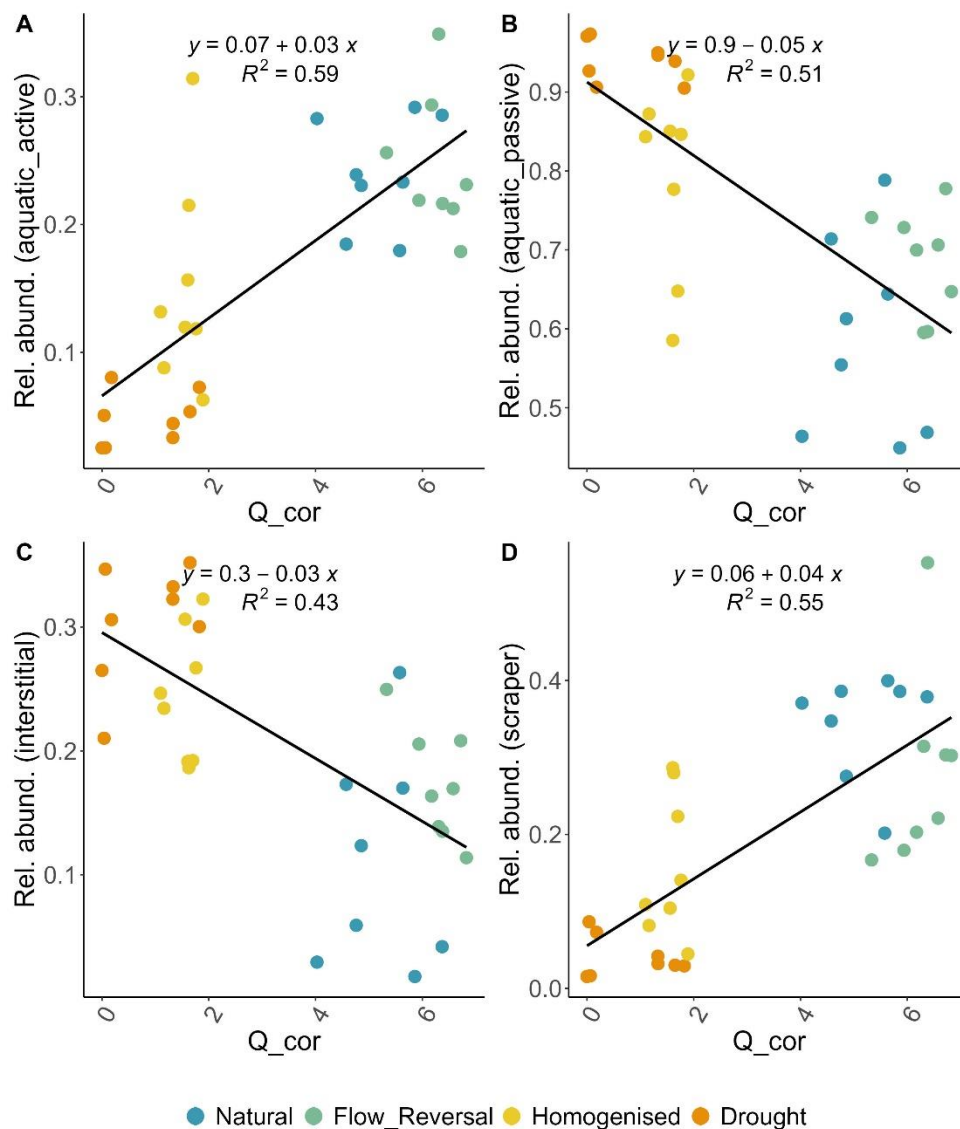 A
y = 0.07 + 0.03 x
R² = 0.59
Rel. abund. (aquatic_active)
0.3
0.2
0.1
0
2
4
6
Q_cor
B
y = 0.9 − 0.05 x
R² = 0.51
Rel. abund. (aquatic_passive)
0.9
0.8
0.7
0.6
0.5
0
2
4
6
Q_cor
C
y = 0.3 − 0.03 x
R² = 0.43
Rel. abund. (interstitial)
0.3
0.2
0.1
0
2
4
6
Q_cor
D
y = 0.06 + 0.04 x
R² = 0.55
Rel. abund. (scraper)
0.4
0.2
0.0
0
2
4
6
Q_cor
Natural Flow_Reversal Homogenised Drought